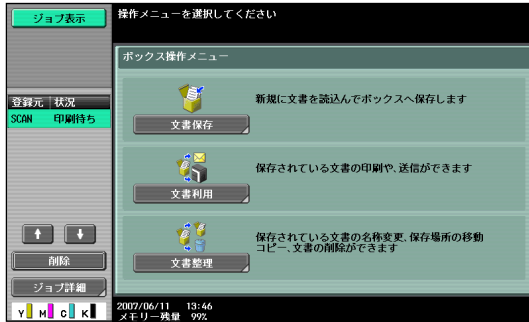 ジョブ表示
操作メニューを選択してください
ボックス操作メニュー
登録元 状況
SCAN 印刷待ち
新規に文書を読込んでボックスへ保存します
文書保存
保存されている文書の印刷や、送信ができます
文書利用
保存されている文書の名称変更、保存場所の移動
コピー、文書の削除ができます
文書整理
削除
ジョブ詳細
Y M C K
2007/06/11 13:46
メモリー残量 99%